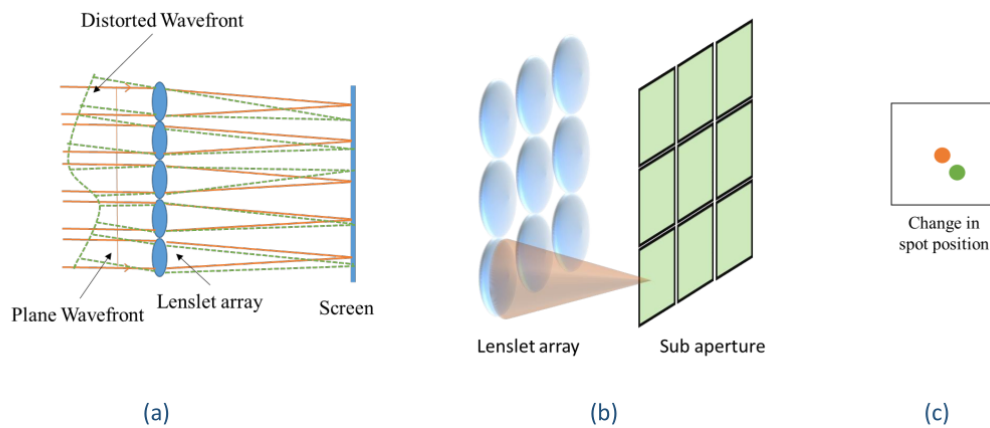 Distorted Wavefront
Plane Wavefront
Lenslet array
Screen
(a)
Lenslet array
Sub aperture
(b)
Change in
spot position
(c)